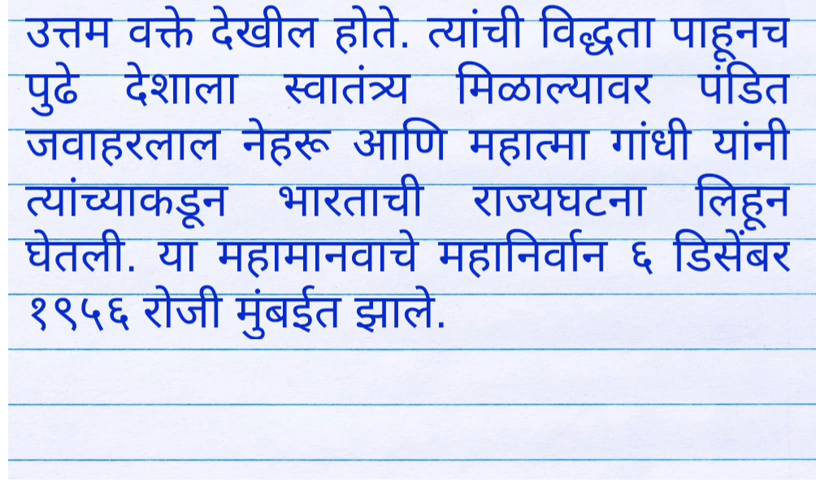 उत्तम वक्ते देखील होते. त्यांची विद्धता पाहूनच
पुढे देशाला स्वातंत्र्य मिळाल्यावर पंडित
जवाहरलाल नेहरू आणि महात्मा गांधी यांनी
त्यांच्याकडून भारताची राज्यघटना लिहून
घेतली. या महामानवाचे महानिर्वान ६ डिसेंबर
१९५६ रोजी मुंबईत झाले.